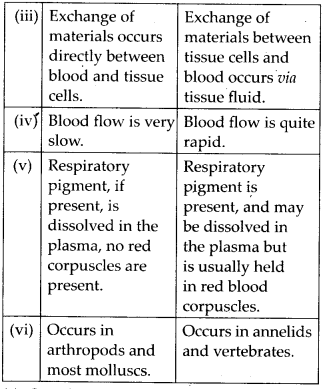 (iii) Exchange of materials occurs directly between blood and tissue cells.
Exchange of materials between tissue cells and blood occurs via tissue fluid.
(iv) Blood flow is very slow.
Blood flow is quite rapid.
(v) Respiratory pigment, if present, is dissolved in the plasma, no red corpuscles are present.
Respiratory pigment is present, and may be dissolved in the plasma but is usually held in red blood corpuscles.
(vi) Occurs in arthropods and most molluscs.
Occurs in annelids and vertebrates.